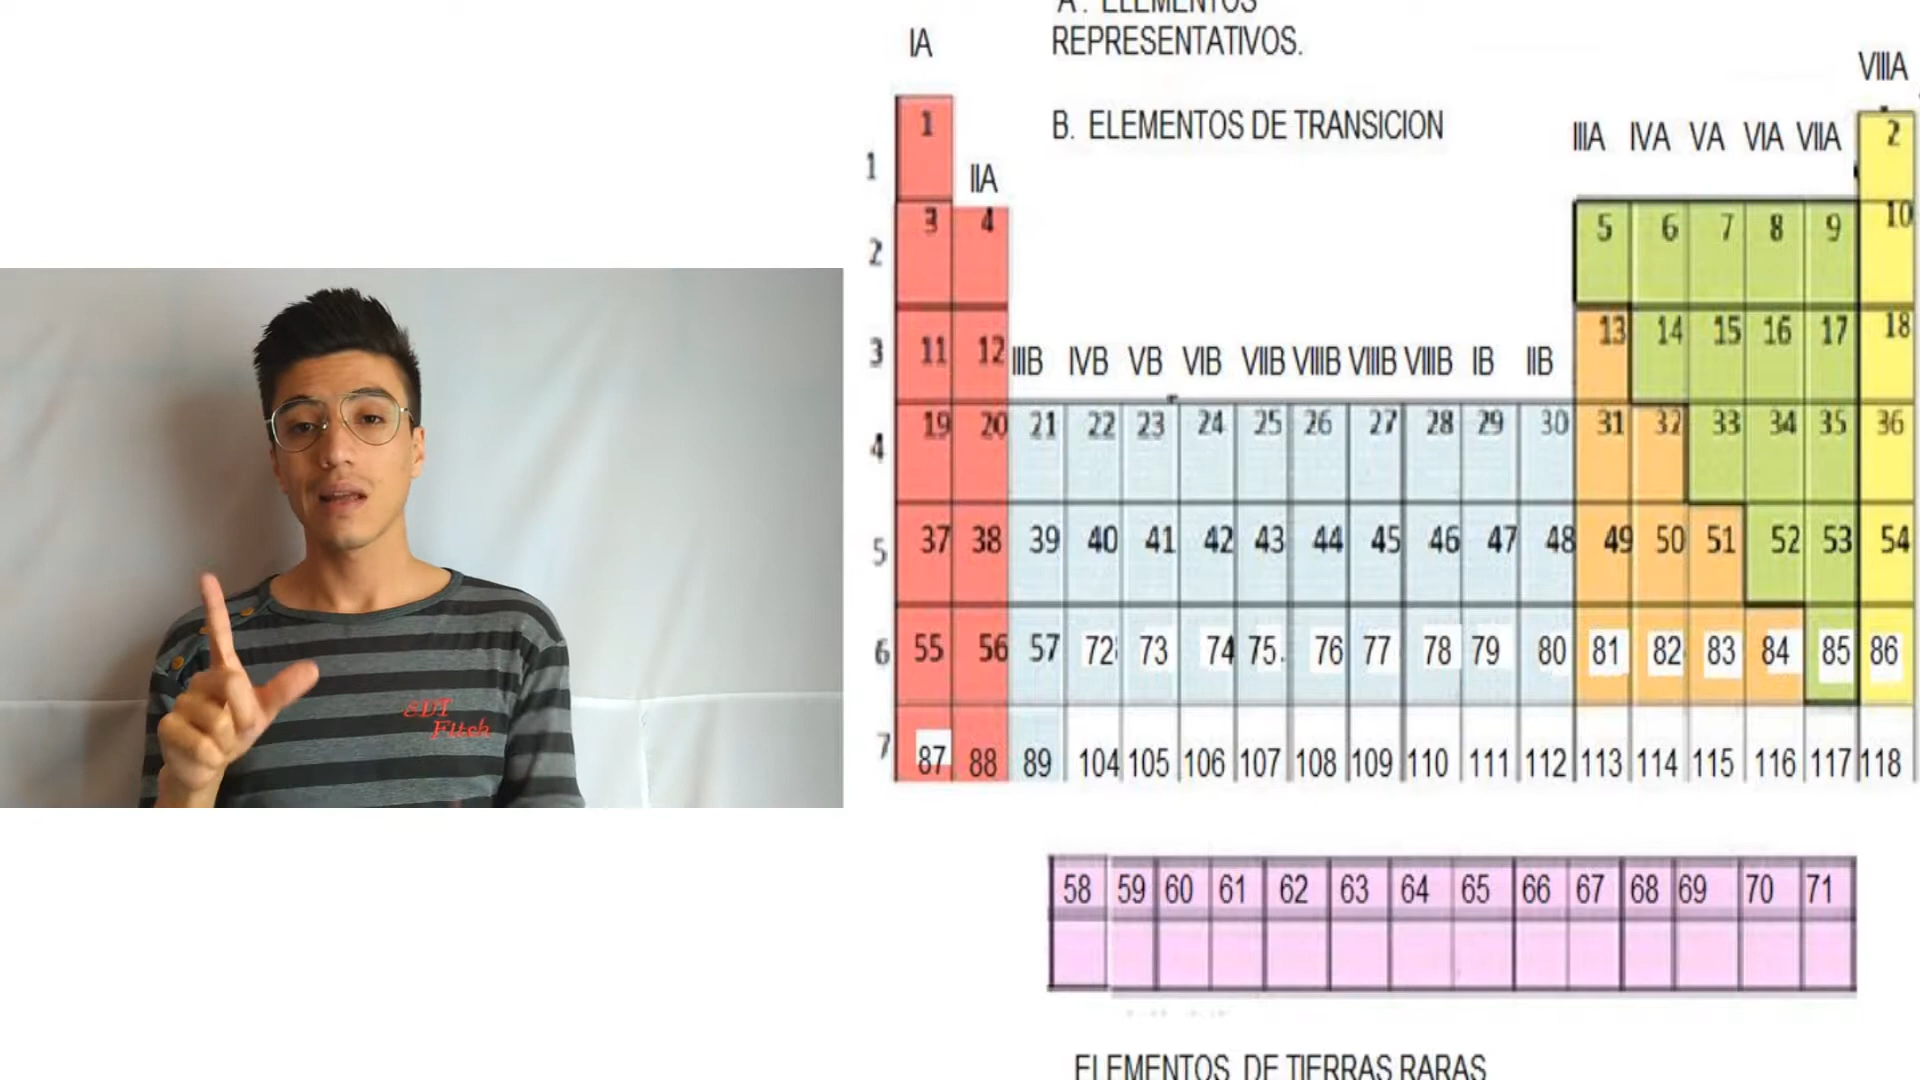 A. ELEMENTOS
REPRESENTATIVOS.
IA
VIIIA
B. ELEMENTOS DE TRANSICION
IIIA IVA VA VIA VIIA
1 1 2
IIA
2 3 4 5 6 7 8 9 10
3 11 12 13 14 15 16 17 18
IIIB IVB VB VIB VIIB VIIIB VIIIB VIIIB IB IIB
4 19 20 21 22 23 24 25 26 27 28 29 30 31 32 33 34 35 36
5 37 38 39 40 41 42 43 44 45 46 47 48 49 50 51 52 53 54
6 55 56 57 72 73 74 75. 76 77 78 79 80 81 82 83 84 85 86
7 87 88 89 104 105 106 107 108 109 110 111 112 113 114 115 116 117 118
58 59 60 61 62 63 64 65 66 67 68 69 70 71
ELEMENTOS DE TIERRAS RARAS